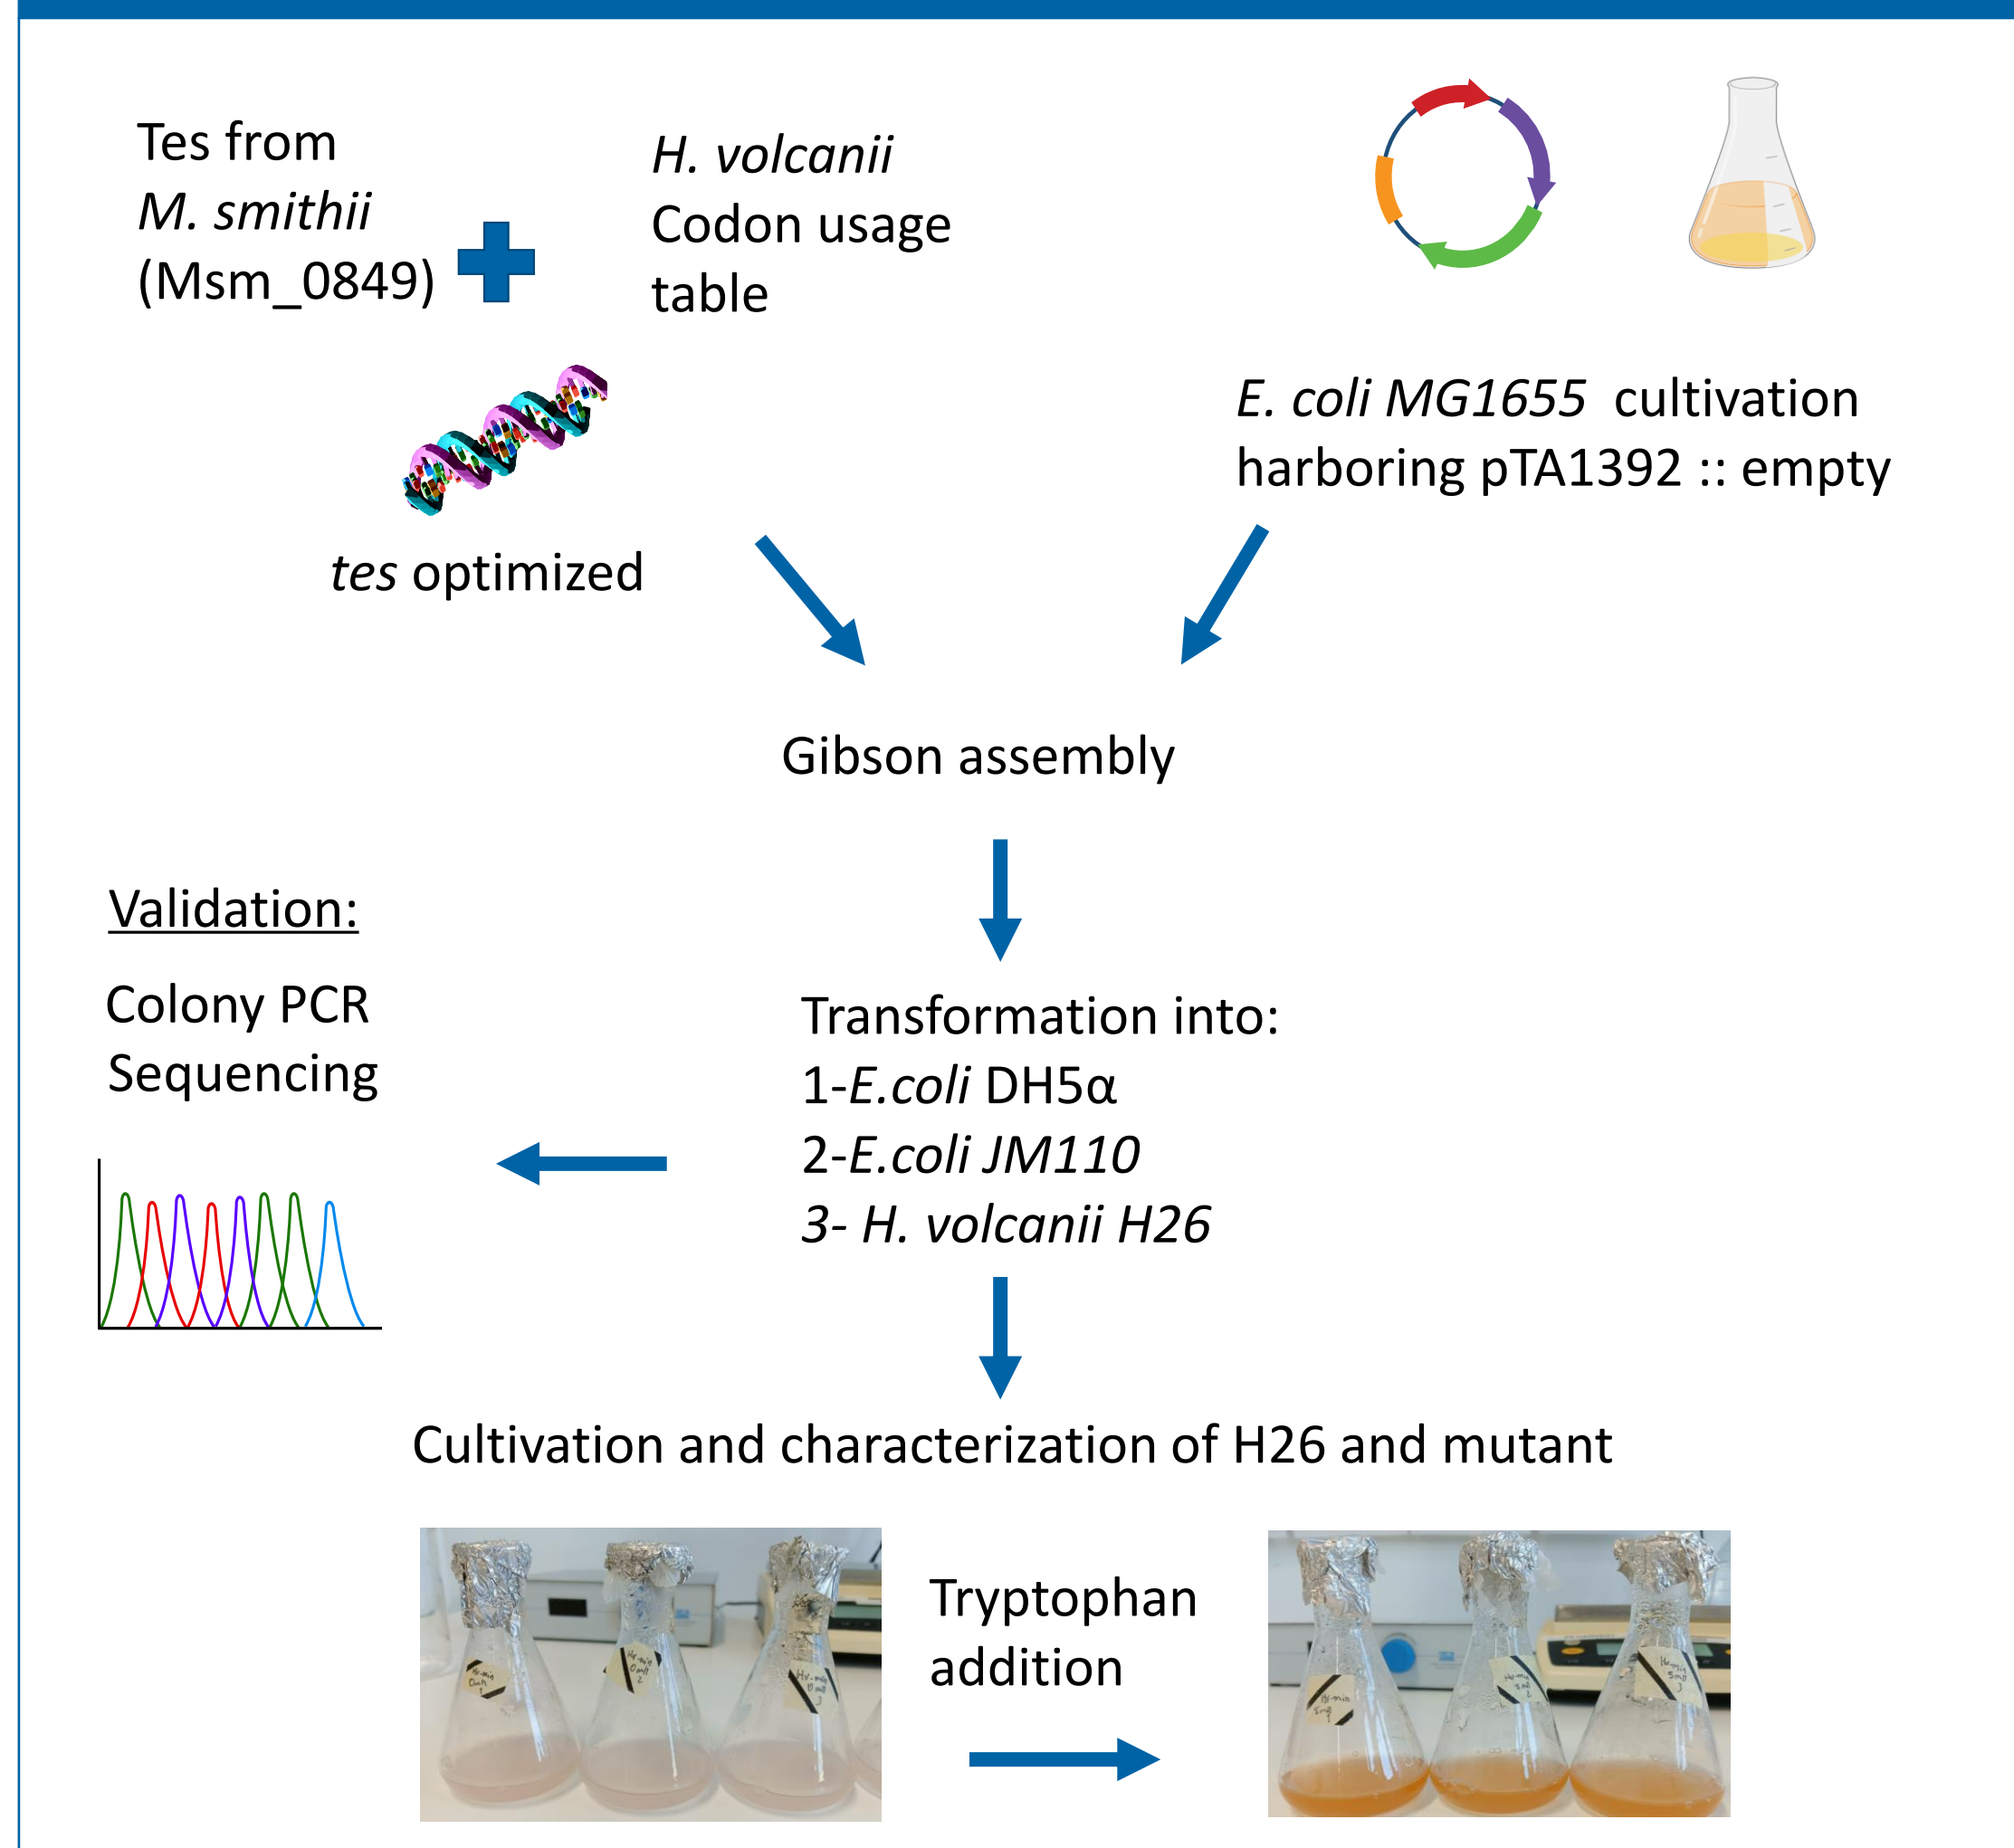 Tes from
M. smithii
(Msm_0849)
H. volcanii
Codon usage
table
tes optimized
E. coli MG1655 cultivation
harboring pTA1392 :: empty
Gibson assembly
Validation:
Colony PCR
Sequencing
Transformation into:
1-E.coli DH5α
2-E.coli JM110
3- H. volcanii H26
Cultivation and characterization of H26 and mutant
Tryptophan
addition